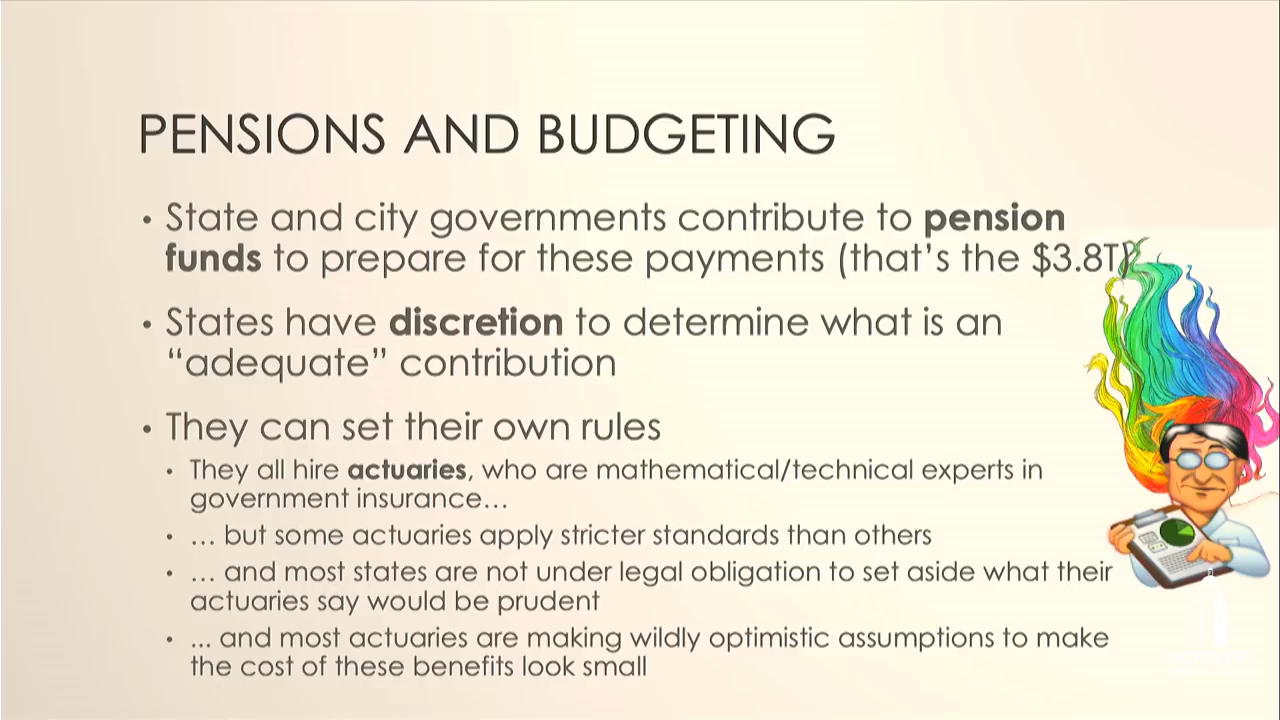 PENSIONS AND BUDGETING
• State and city governments contribute to pension
funds to prepare for these payments (that’s the $3.8T)
• States have discretion to determine what is an
“adequate” contribution
• They can set their own rules
• They all hire actuaries, who are mathematical/technical experts in
government insurance…
• … but some actuaries apply stricter standards than others
• … and most states are not under legal obligation to set aside what their
actuaries say would be prudent
• ... and most actuaries are making wildly optimistic assumptions to make
the cost of these benefits look small